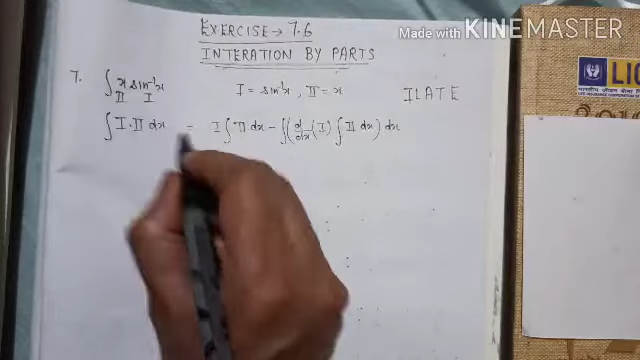 EXERCISE → 7.6
Made with KINEMASTER
INTERATION BY PARTS
7. ∫ x sin⁻¹x I = sin⁻¹x , II = x ILATE
II I
∫ I · II dx = I ∫ II dx - ∫ ( d/dx (I) ∫ II dx ) dx
LIC